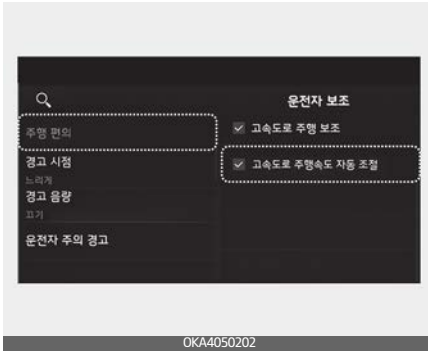 운전자 보조
주행 편의
경고 시점
느리게
경고 음량
끄기
운전자 주의 경고
고속도로 주행 보조
고속도로 주행속도 자동 조절
OKA4050202